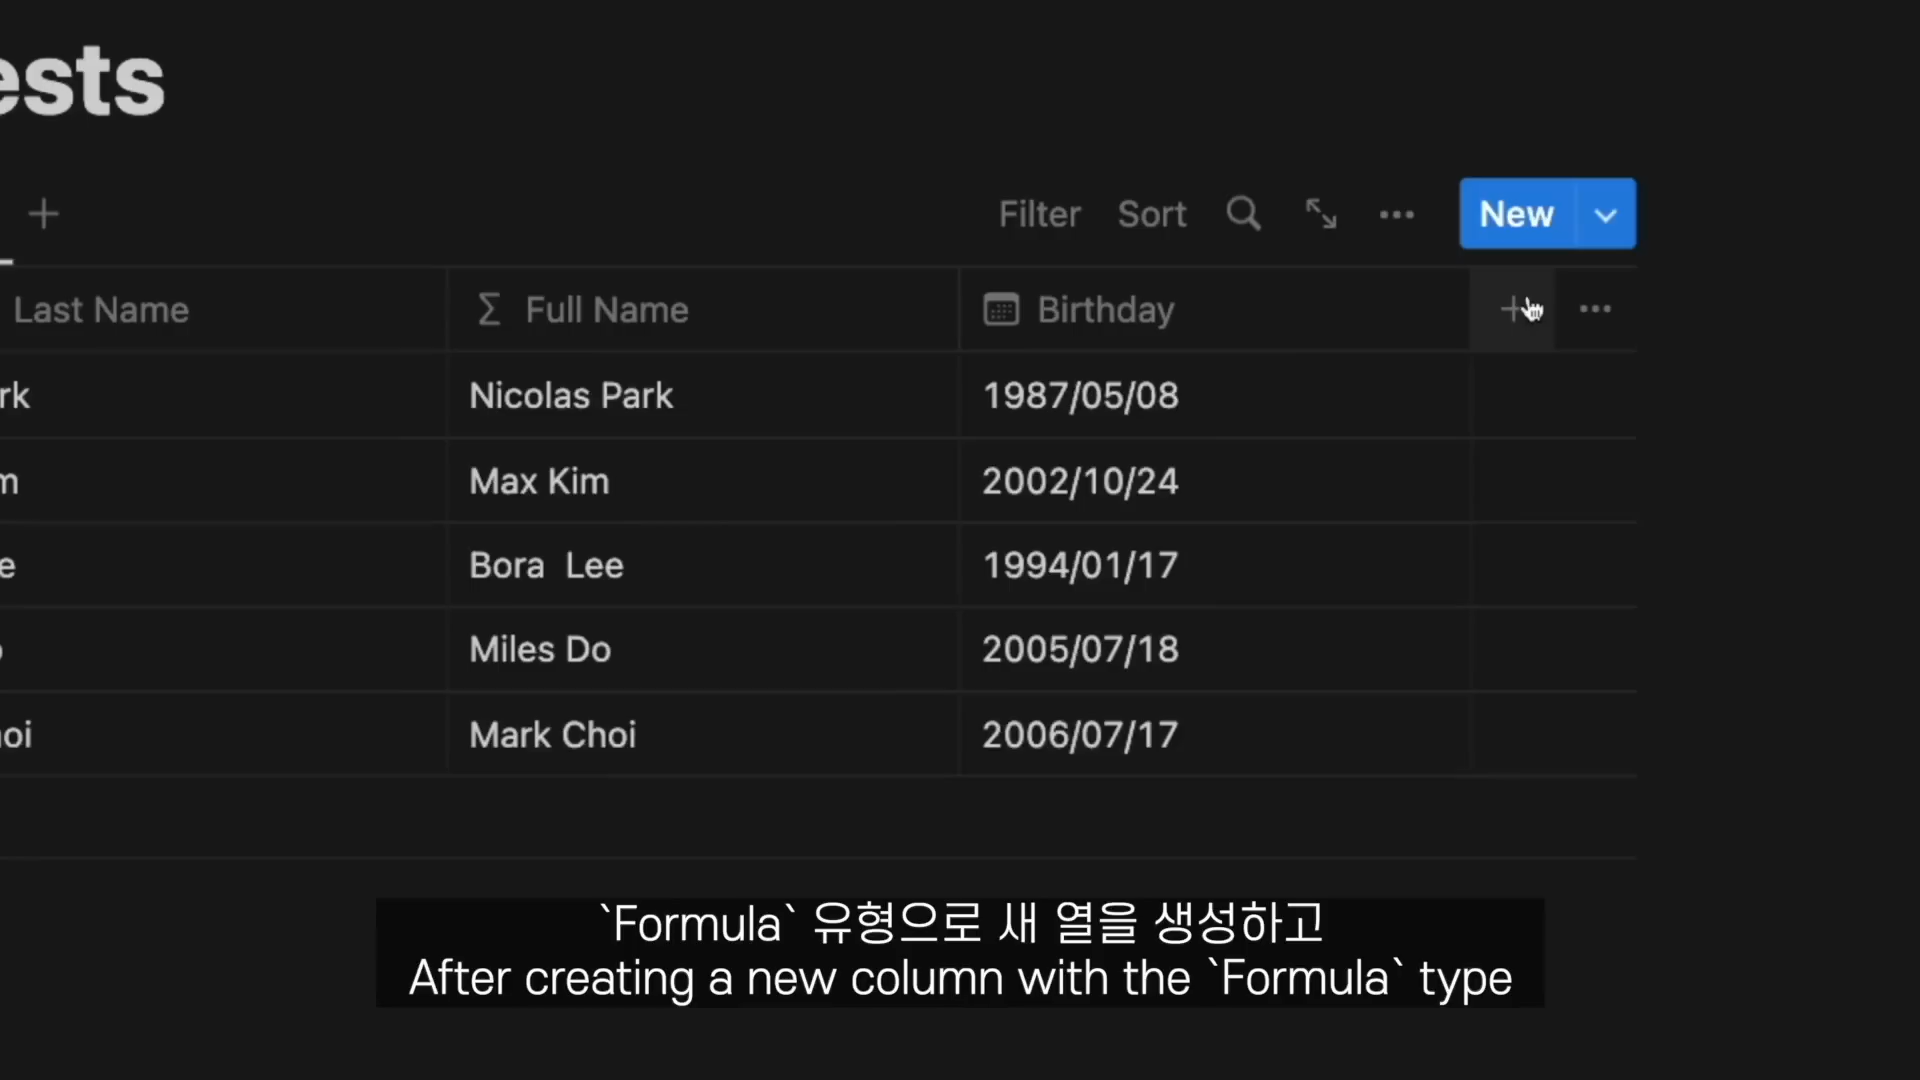 ests
Filter Sort New
Last Name Full Name Birthday
rk Nicolas Park 1987/05/08
m Max Kim 2002/10/24
e Bora  Lee 1994/01/17
Miles Do 2005/07/18
oi Mark Choi 2006/07/17
`Formula` 유형으로 새 열을 생성하고
After creating a new column with the `Formula` type